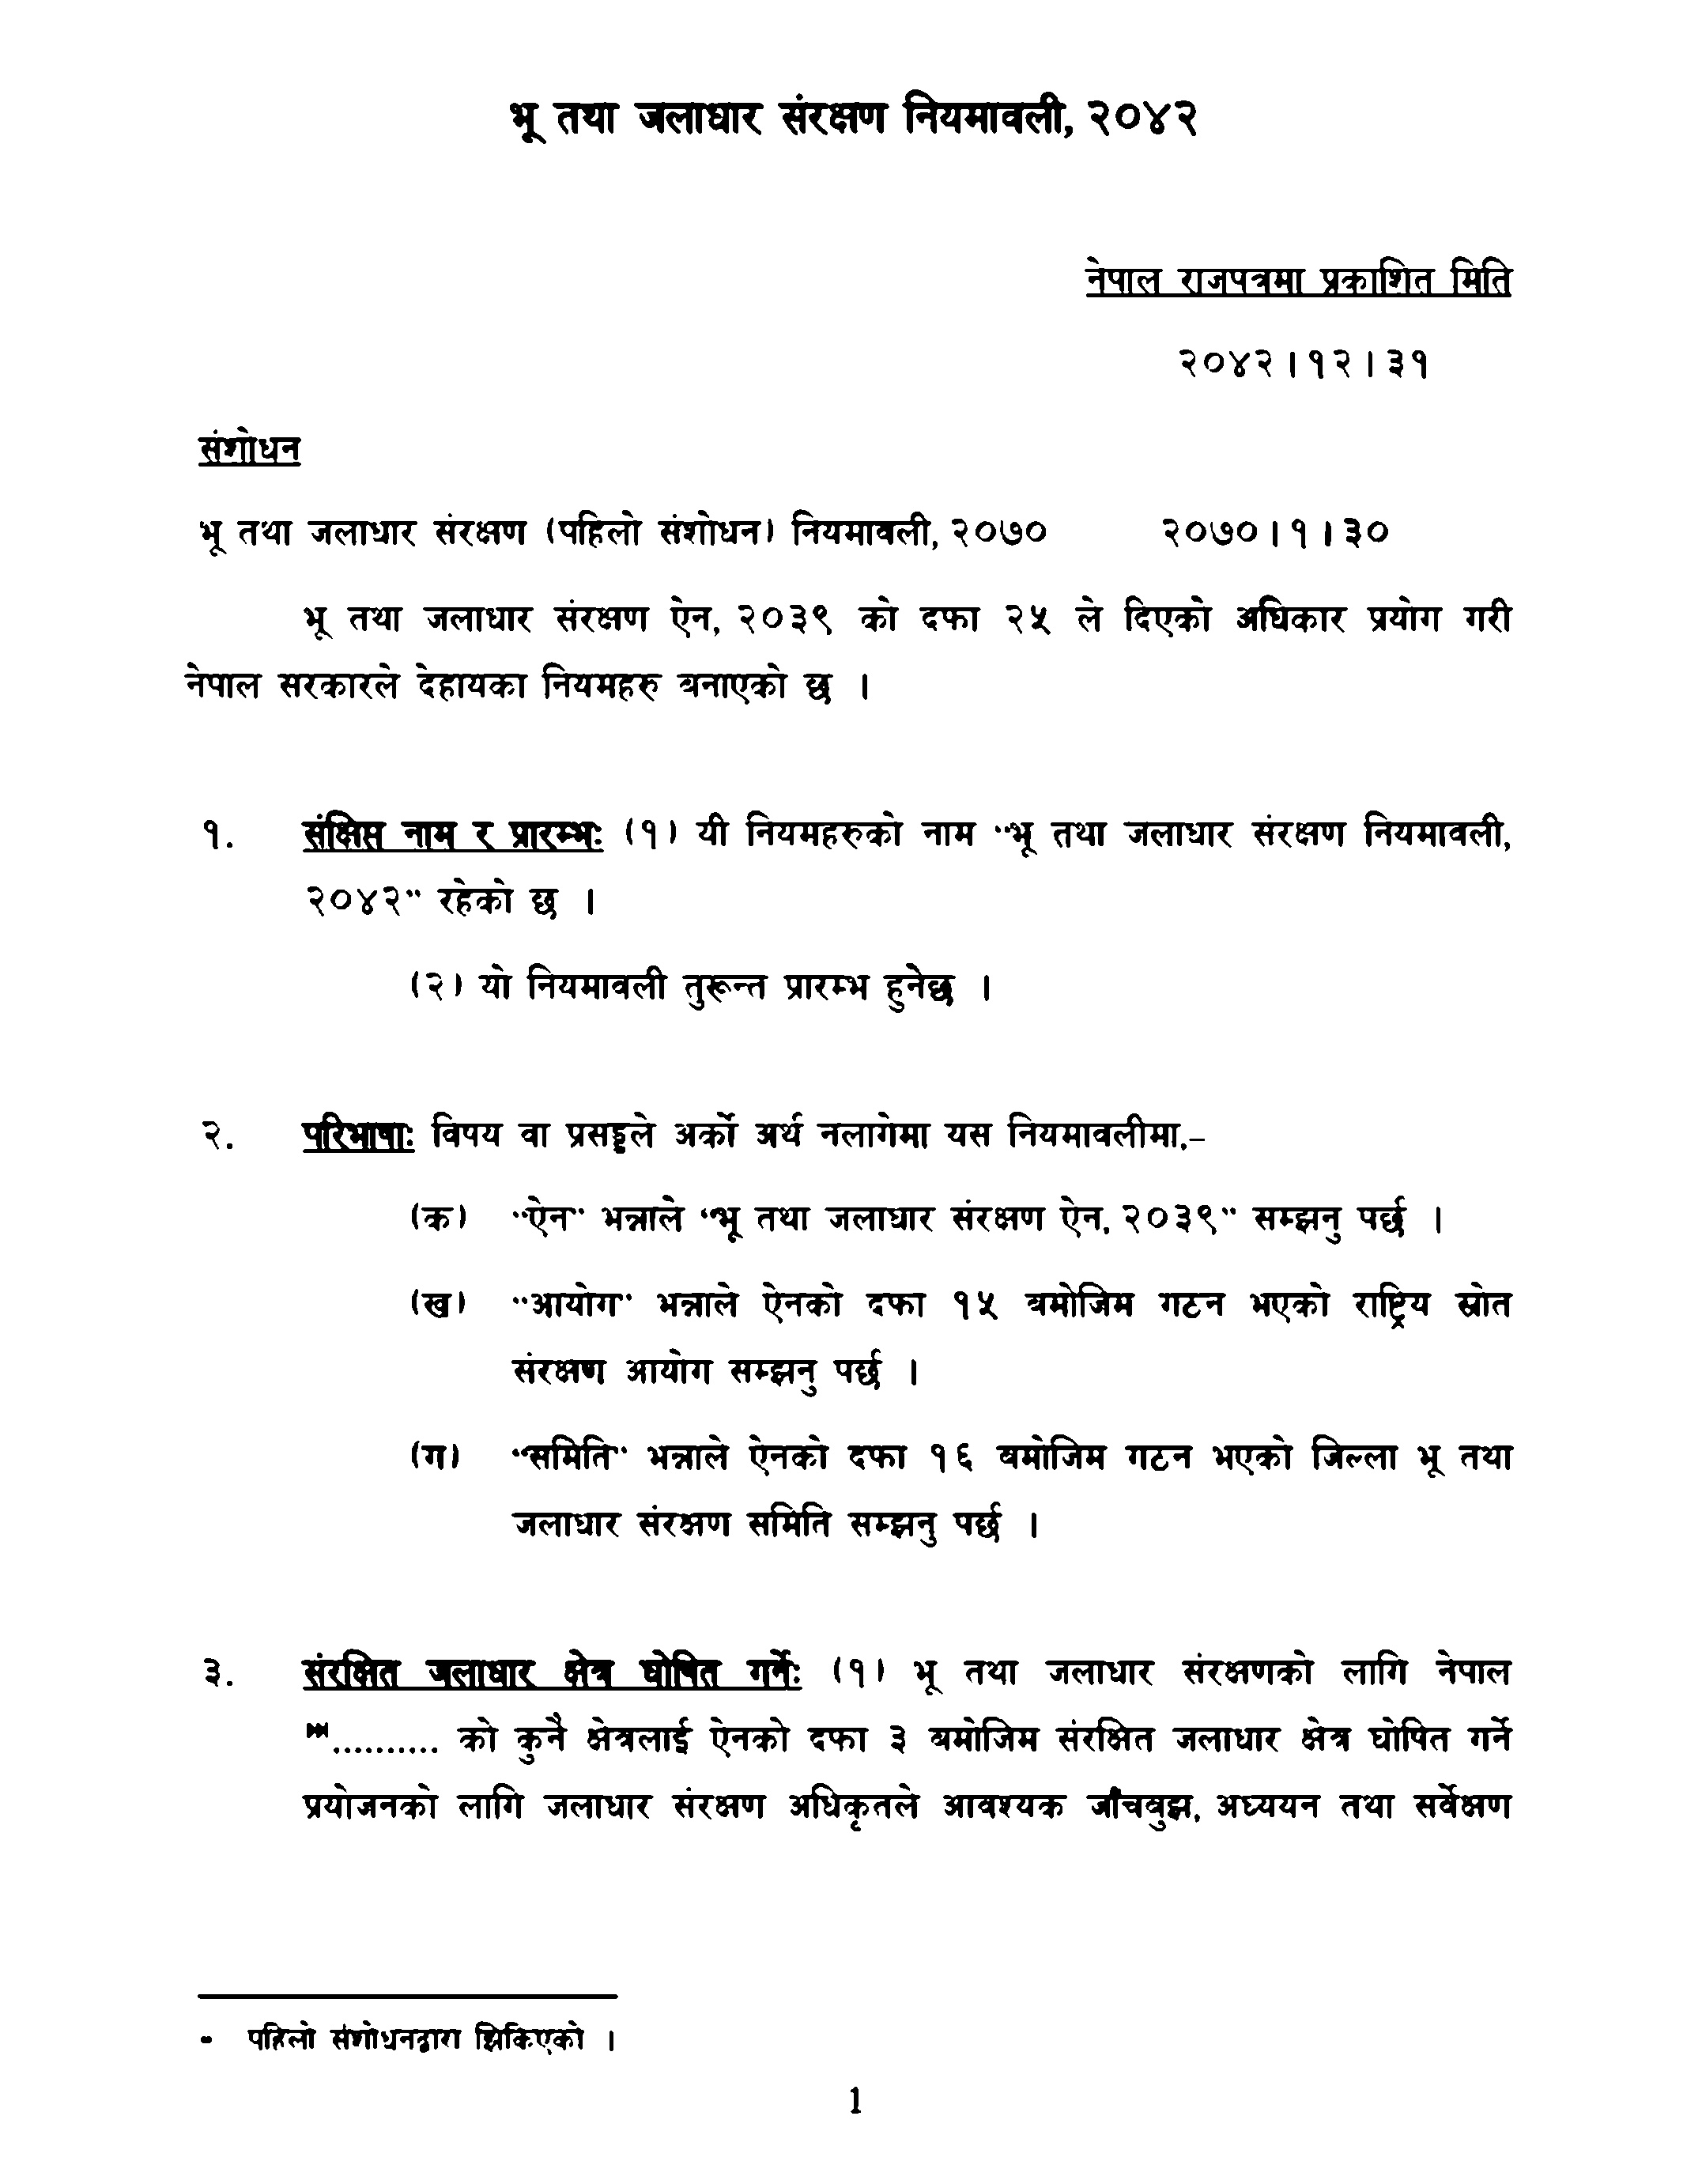 भू तथा जलाधार संरक्षण नियमावली, २०४२
नेपाल राजपत्रमा प्रकाशित मिति
२०४२।१२।३१
संशोधन
भू तथा जलाधार संरक्षण (पहिलो संशोधन) नियमावली, २०७० २०७०।१।३०
भू तथा जलाधार संरक्षण ऐन, २०३९ को दफा २५ ले दिएको अधिकार प्रयोग गरी
नेपाल सरकारले देहायका नियमहरु बनाएको छ ।
१. संक्षिप्त नाम र प्रारम्भः (१) यी नियमहरुको नाम "भू तथा जलाधार संरक्षण नियमावली,
२०४२" रहेको छ ।
(२) यो नियमावली तुरून्त प्रारम्भ हुनेछ ।
२. परिभाषाः विषय वा प्रसङ्गले अर्को अर्थ नलागेमा यस नियमावलीमा,–
(क) "ऐन" भन्नाले "भू तथा जलाधार संरक्षण ऐन, २०३९" सम्झनु पर्छ ।
(ख) "आयोग" भन्नाले ऐनको दफा १५ बमोजिम गठन भएको राष्ट्रिय स्रोत
संरक्षण आयोग सम्झनु पर्छ ।
(ग) "समिति" भन्नाले ऐनको दफा १६ बमोजिम गठन भएको जिल्ला भू तथा
जलाधार संरक्षण समिति सम्झनु पर्छ ।
३. संरक्षित जलाधार क्षेत्र घोषित गर्नेः (१) भू तथा जलाधार संरक्षणको लागि नेपाल
.......... को कुनै क्षेत्रलाई ऐनको दफा ३ बमोजिम संरक्षित जलाधार क्षेत्र घोषित गर्ने
प्रयोजनको लागि जलाधार संरक्षण अधिकृतले आवश्यक जाँचबुझ, अध्ययन तथा सर्वेक्षण
पहिलो संशोधनद्वारा झिकिएको ।
1